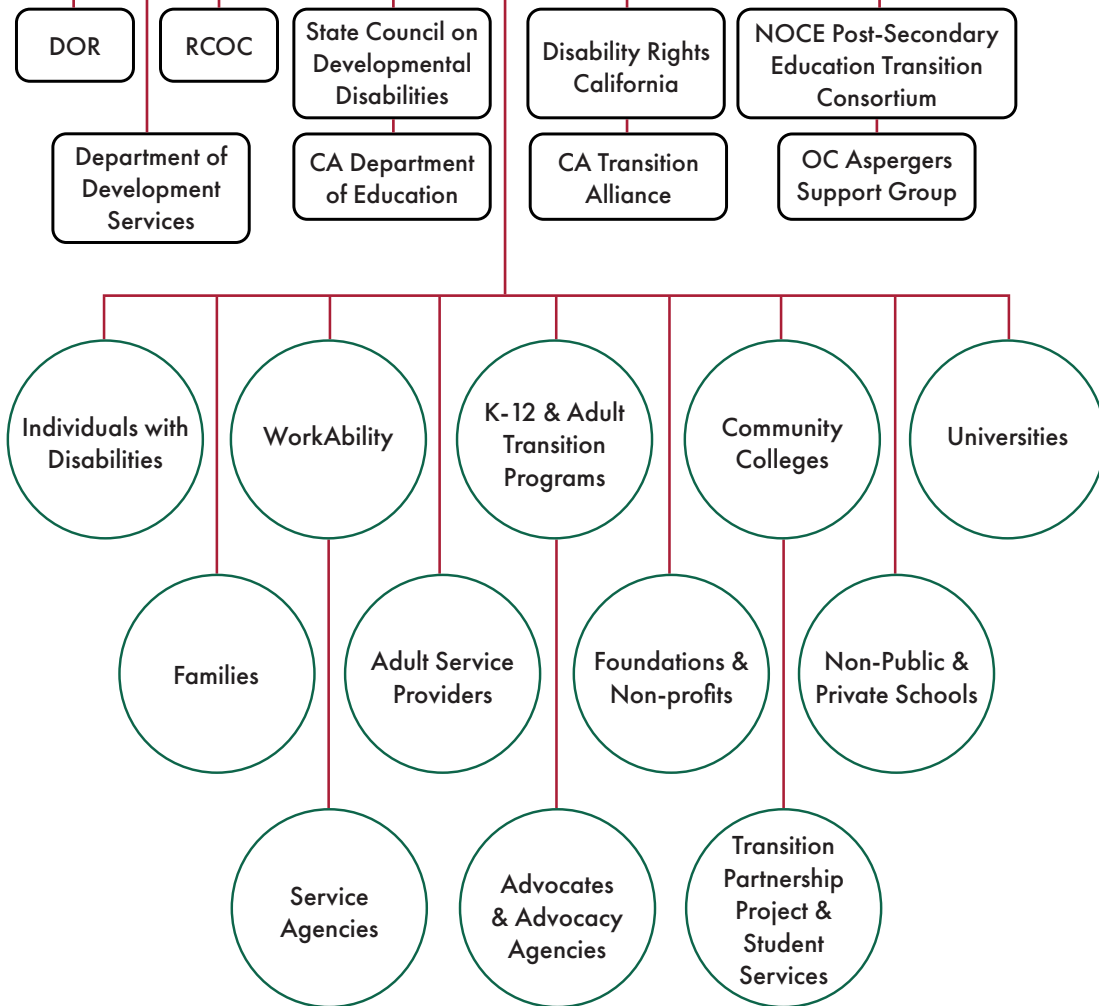 DOR
RCOC
State Council on
Developmental
Disabilities
Disability Rights
California
NOCE Post-Secondary
Education Transition
Consortium
Department of
Development
Services
CA Department
of Education
CA Transition
Alliance
OC Aspergers
Support Group
Individuals with
Disabilities
WorkAbility
K-12 & Adult
Transition
Programs
Community
Colleges
Universities
Families
Adult Service
Providers
Foundations &
Non-profits
Non-Public &
Private Schools
Service
Agencies
Advocates
& Advocacy
Agencies
Transition
Partnership
Project &
Student
Services